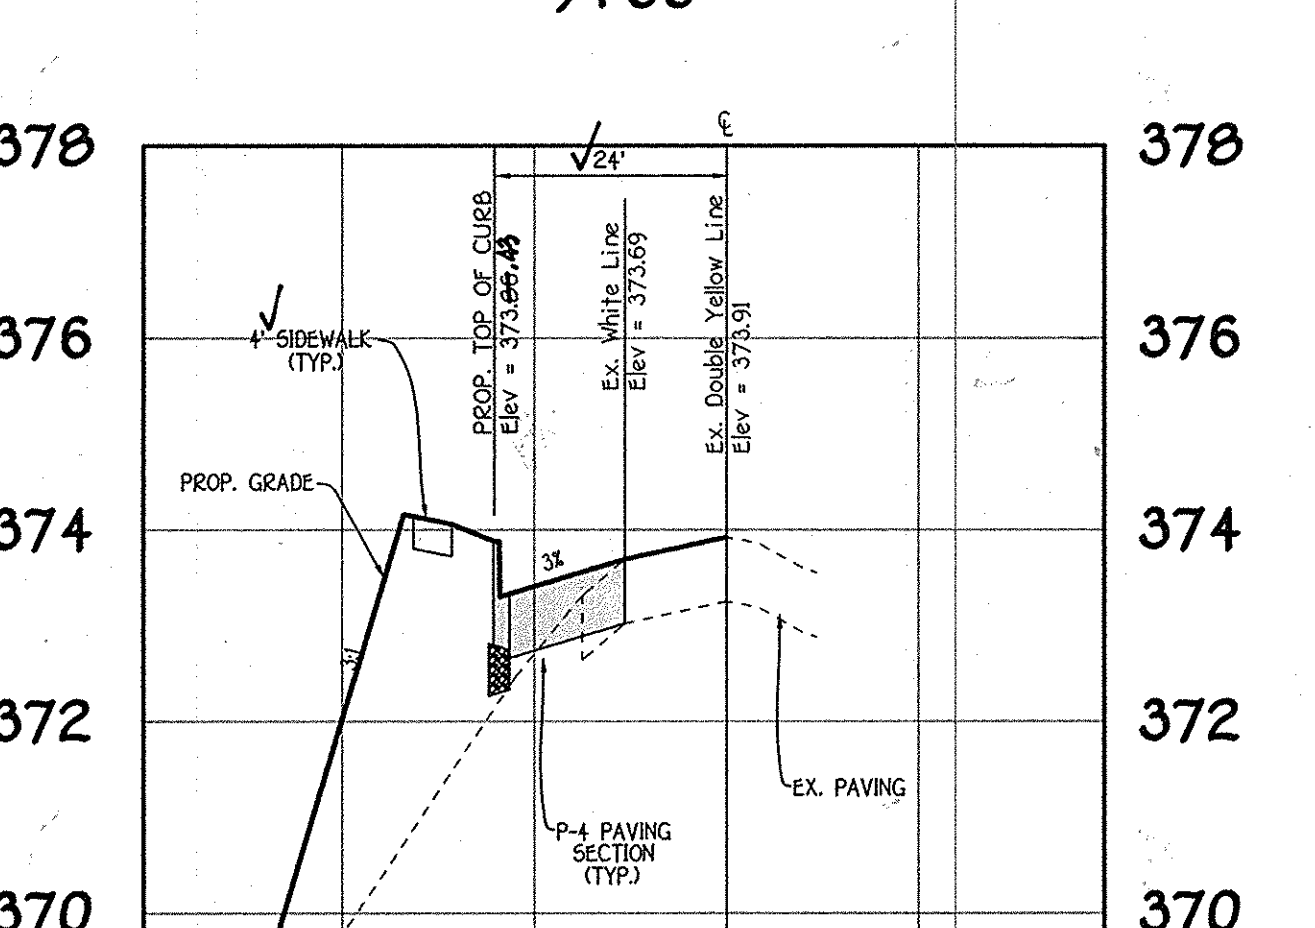 378
378
℄
24'
PROP. TOP OF CURB
Elev = 373.43
Ex. White Line
Elev = 373.69
Ex. Double Yellow Line
Elev = 373.91
376
376
4' SIDEWALK
(TYP.)
PROP. GRADE
374
374
3%
3:1
372
372
EX. PAVING
P-4 PAVING
SECTION
(TYP.)
370
370